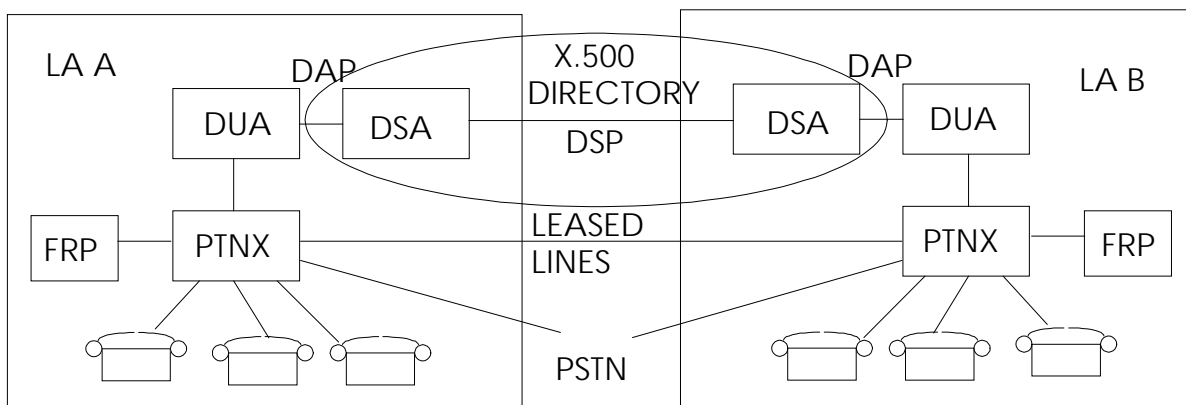 LA A
DAP
X.500
DIRECTORY
DAP
LA B
DUA
DSA
DSP
DSA
DUA
FRP
PTNX
LEASED
LINES
PTNX
FRP
PSTN